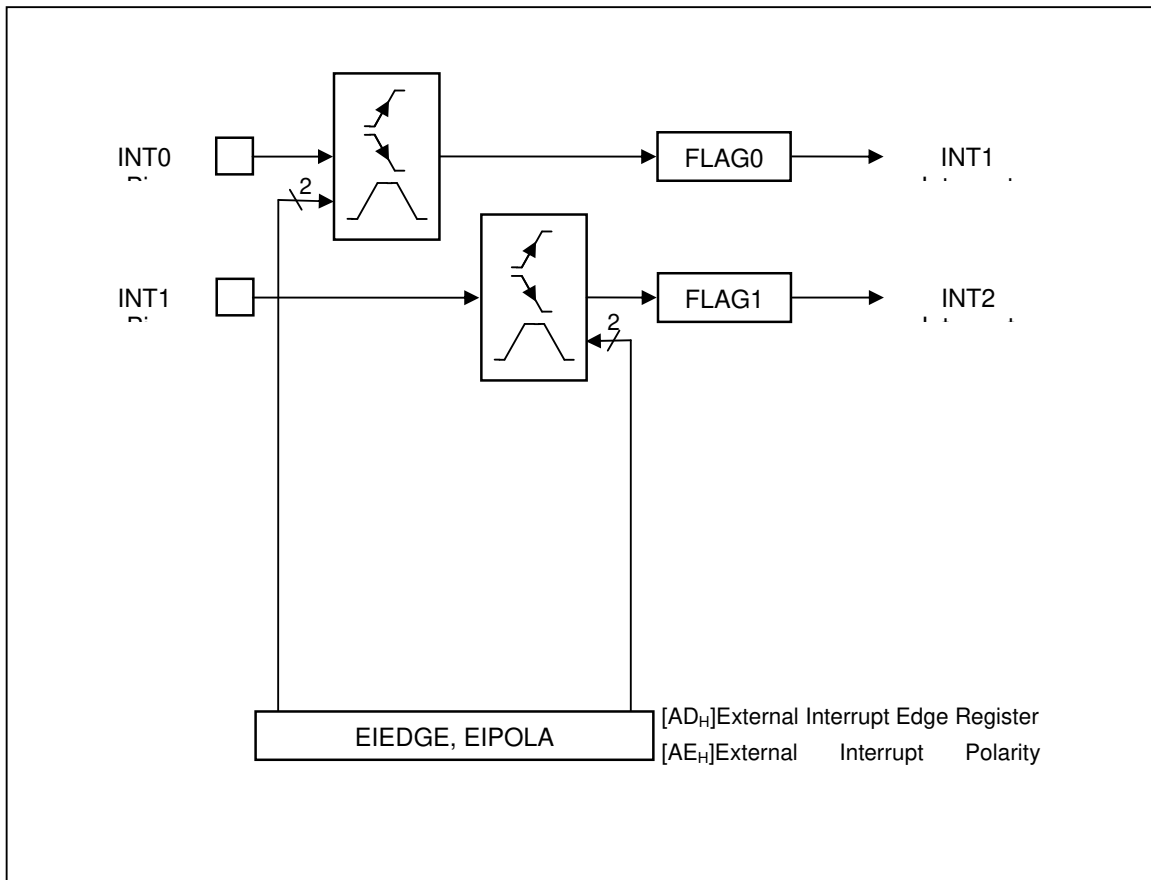 INT0
2
FLAG0
INT1
INT1
FLAG1
INT2
2
EIEDGE, EIPOLA
[ADH]External Interrupt Edge Register
[AEH]External Interrupt Polarity